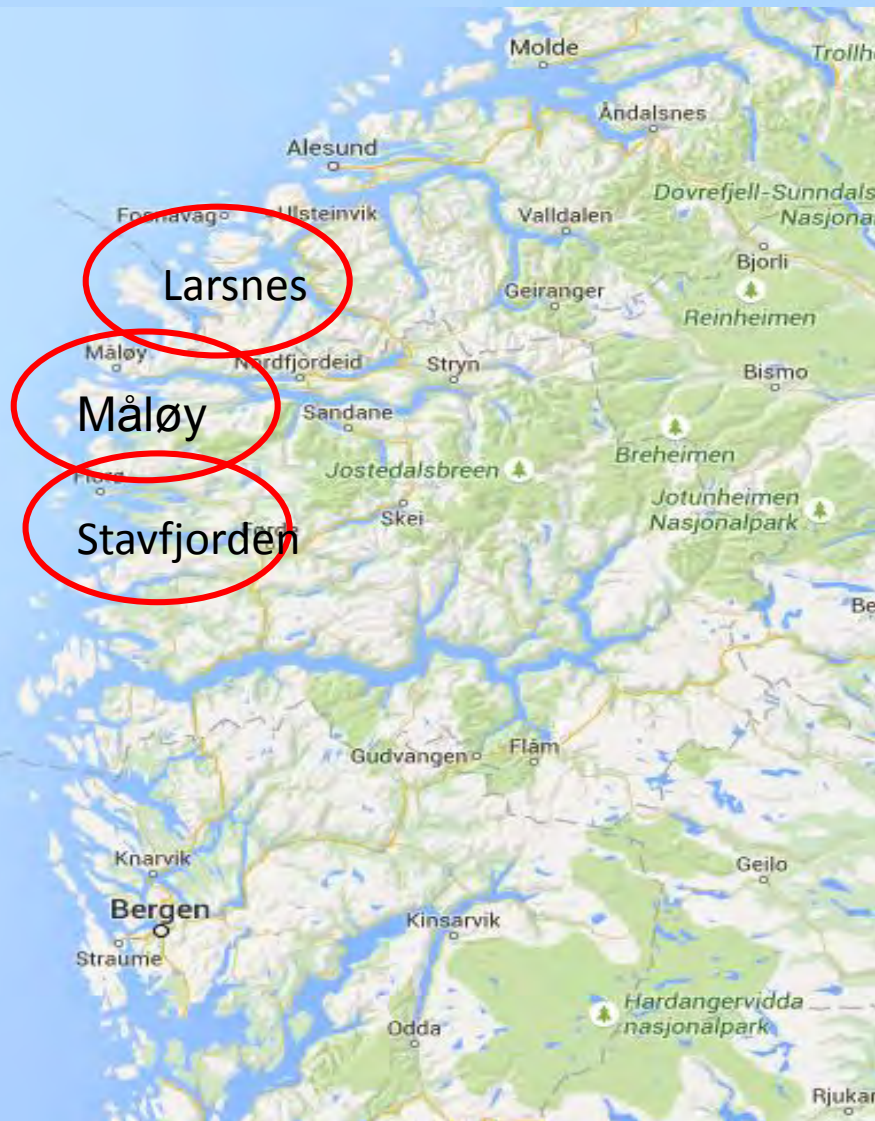 Molde
Trollh
Åndalsnes
Alesund
Dovrefjell-Sunndals
Nasjona
Fosnavåg
Ulsteinvik
Valldalen
Bjorli
Larsnes
Geiranger
Reinheimen
Måløy
Nordfjordeid
Stryn
Bismo
Måløy
Sandane
Breheimen
Jostedalsbreen
Florø
Jotunheimen
Nasjonalpark
Skei
Stavfjorden
Førde
Be
Gudvangen
Flåm
Knarvik
Geilo
Bergen
Kinsarvik
Straume
Hardangervidda
nasjonalpark
Odda
Rjukan